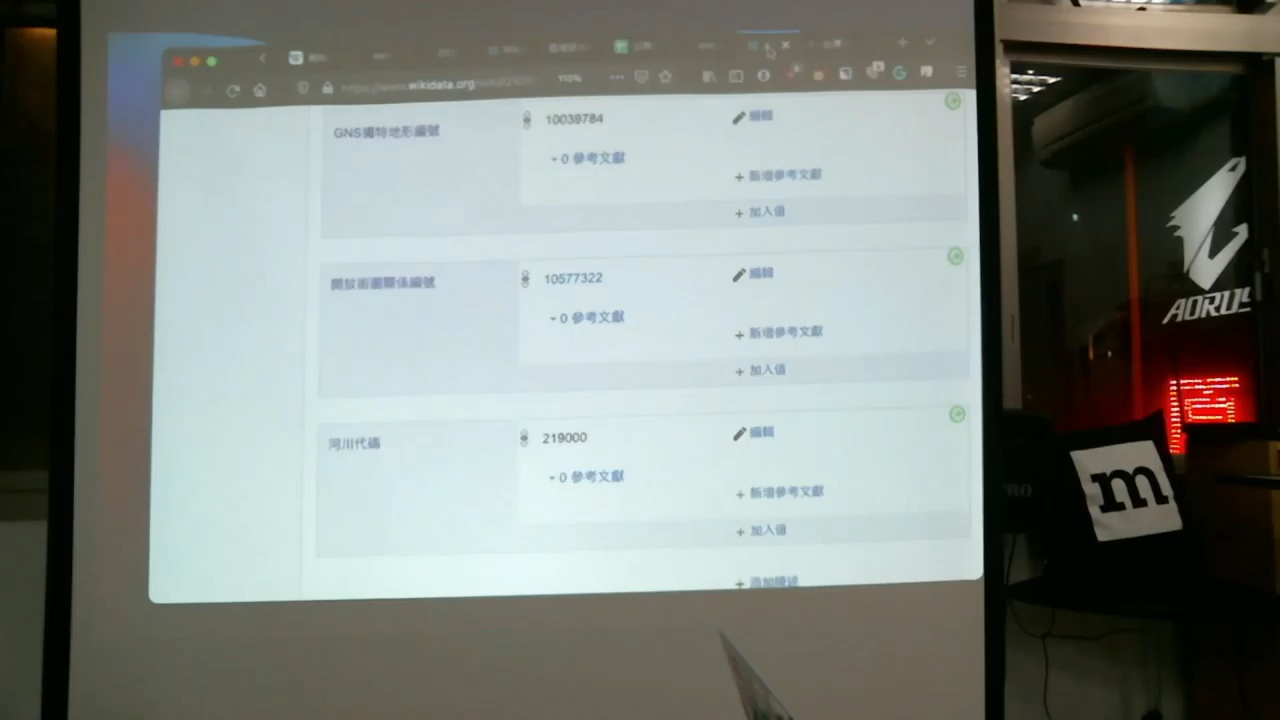 wikidata.org
110%
GNS獨特地形編號
10039784
編輯
0 參考文獻
+ 新增參考文獻
+ 加入值
開放街圖關係編號
10577322
編輯
0 參考文獻
+ 新增參考文獻
+ 加入值
河川代碼
219000
編輯
0 參考文獻
+ 新增參考文獻
+ 加入值
AORUS
m